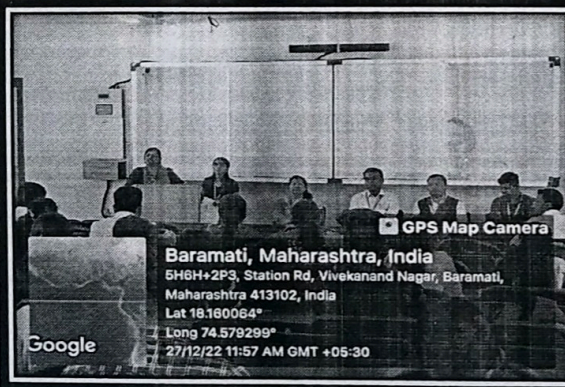 GPS Map Camera
Baramati, Maharashtra, India
5H6H+2P3, Station Rd, Vivekanand Nagar, Baramati,
Maharashtra 413102, India
Lat 18.160064°
Long 74.579299°
27/12/22 11:57 AM GMT +05:30
Google